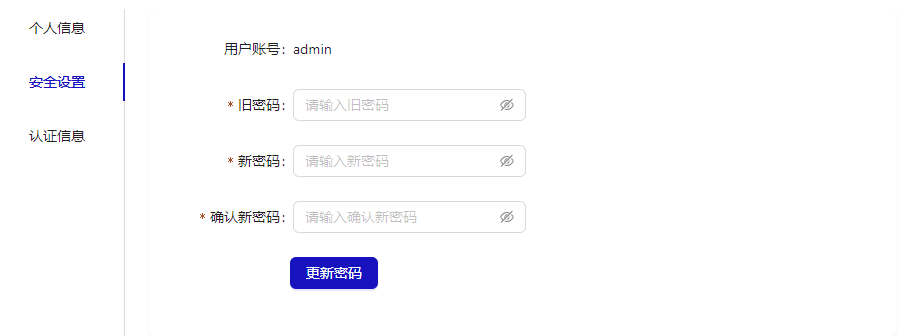 个人信息
安全设置
认证信息
用户账号：admin
* 旧密码：请输入旧密码
* 新密码：请输入新密码
* 确认新密码：请输入确认新密码
更新密码